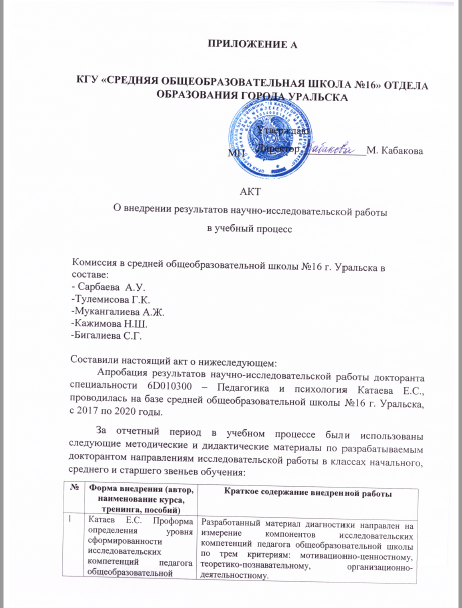 ПРИЛОЖЕНИЕ А
КГУ «СРЕДНЯЯ ОБЩЕОБРАЗОВАТЕЛЬНАЯ ШКОЛА №16» ОТДЕЛА
ОБРАЗОВАНИЯ ГОРОДА УРАЛЬСКА
Утверждаю
МП Директор М. Кабакова
АКТ
О внедрении результатов научно-исследовательской работы
в учебный процесс
Комиссия в средней общеобразовательной школы №16 г. Уральска в
составе:
- Сарбаева А.У.
-Тулемисова Г.К.
-Мукангалиева А.Ж.
-Кажимова Н.Ш.
-Бигалиева С.Г.
Составили настоящий акт о нижеследующем:
Апробация результатов научно-исследовательской работы докторанта
специальности 6D010300 – Педагогика и психология Катаева Е.С.,
проводилась на базе средней общеобразовательной школы №16 г. Уральска,
с 2017 по 2020 годы.
За отчетный период в учебном процессе были использованы
следующие методические и дидактические материалы по разрабатываемым
докторантом направлениям исследовательской работы в классах начального,
среднего и старшего звеньев обучения:
№ Форма внедрения (автор, Краткое содержание внедренной работы
наименование курса,
тренинга, пособий)
1 Катаев Е.С. Проформа Разработанный материал диагностики направлен на
определения уровня измерение компонентов исследовательских
сформированности компетенций педагога общеобразовательной школы
исследовательских по трем критериям: мотивационно-ценностному,
компетенций педагога теоретико-познавательному, организационно-
общеобразовательной деятельностному.